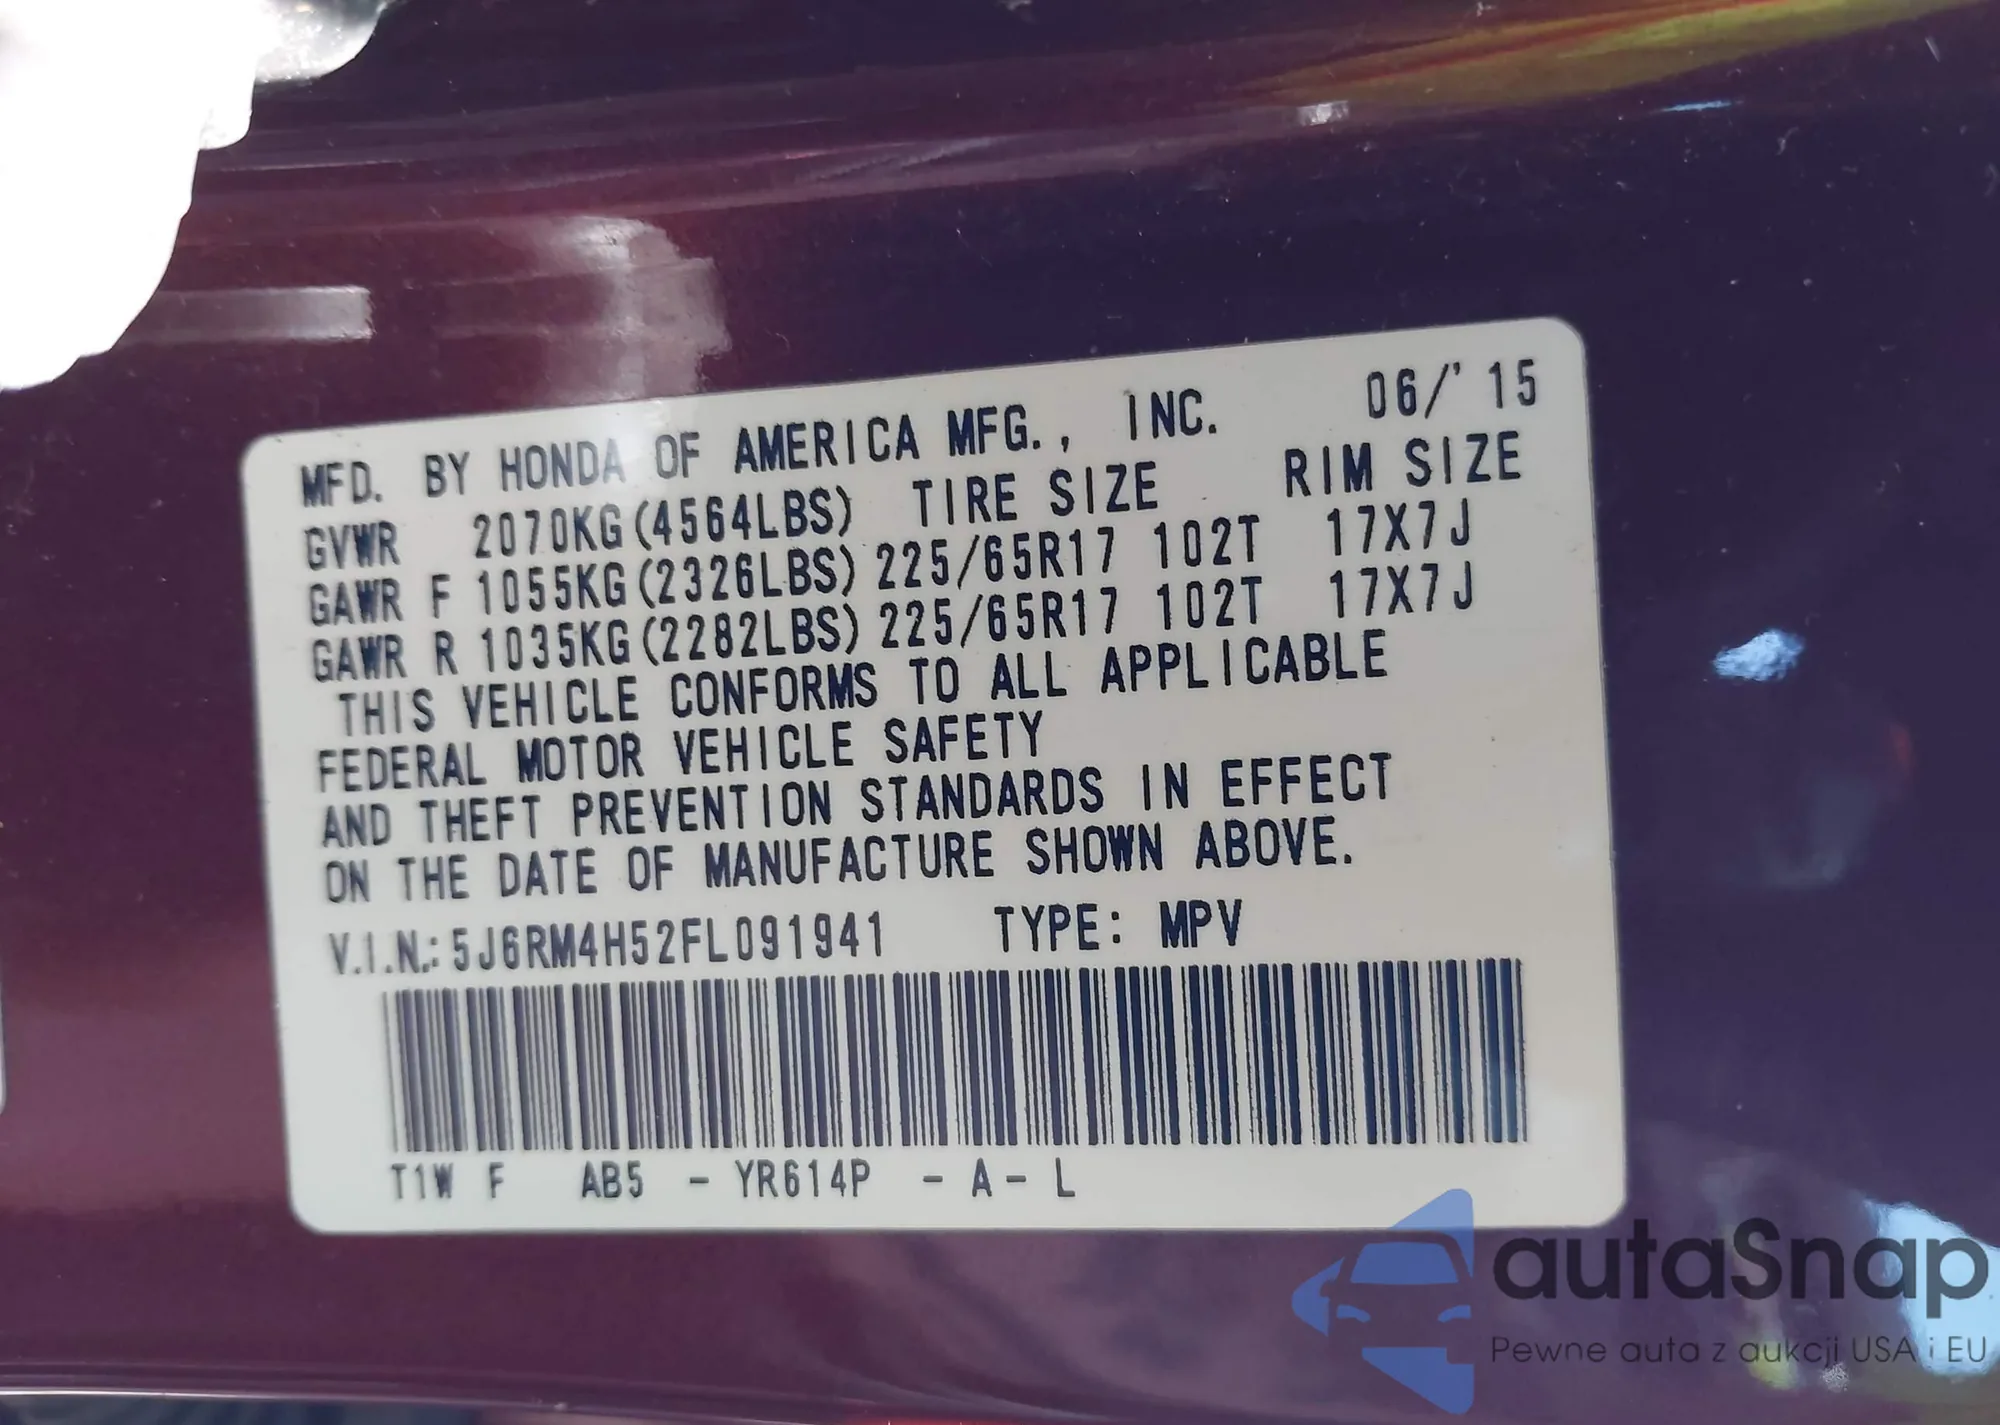 MFD. BY HONDA OF AMERICA MFG., INC. 06/'15
GVWR 2070KG(4564LBS) TIRE SIZE RIM SIZE
GAWR F 1055KG(2326LBS) 225/65R17 102T 17X7J
GAWR R 1035KG(2282LBS) 225/65R17 102T 17X7J
THIS VEHICLE CONFORMS TO ALL APPLICABLE
FEDERAL MOTOR VEHICLE SAFETY
AND THEFT PREVENTION STANDARDS IN EFFECT
ON THE DATE OF MANUFACTURE SHOWN ABOVE.
V.I.N.: 5J6RM4H52FL091941 TYPE: MPV
T1W F AB5 - YR614P - A - L
autaSnap
Pewne auta z aukcji USA i EU